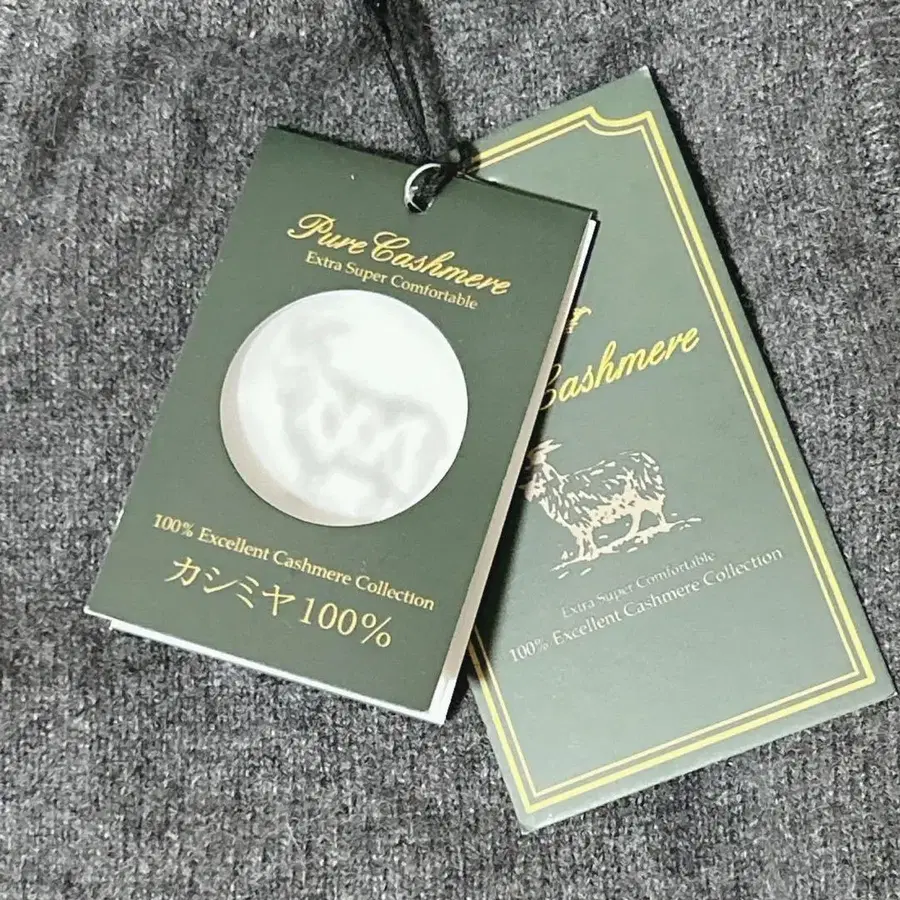 Pure Cashmere
Extra Super Comfortable
100% Excellent Cashmere Collection
カシミヤ100%
Cashmere
Extra Super Comfortable
100% Excellent Cashmere Collection